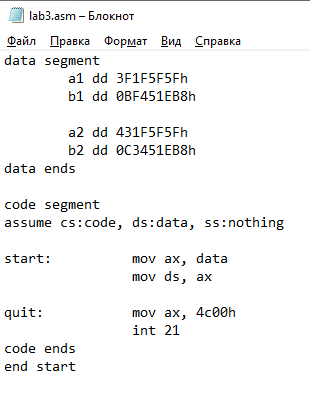 lab3.asm – Блокнот
Файл Правка Формат Вид Справка
data segment
a1 dd 3F1F5F5Fh
b1 dd 0BF451EB8h
a2 dd 431F5F5Fh
b2 dd 0C3451EB8h
data ends
code segment
assume cs:code, ds:data, ss:nothing
start: mov ax, data
mov ds, ax
quit: mov ax, 4c00h
int 21
code ends
end start